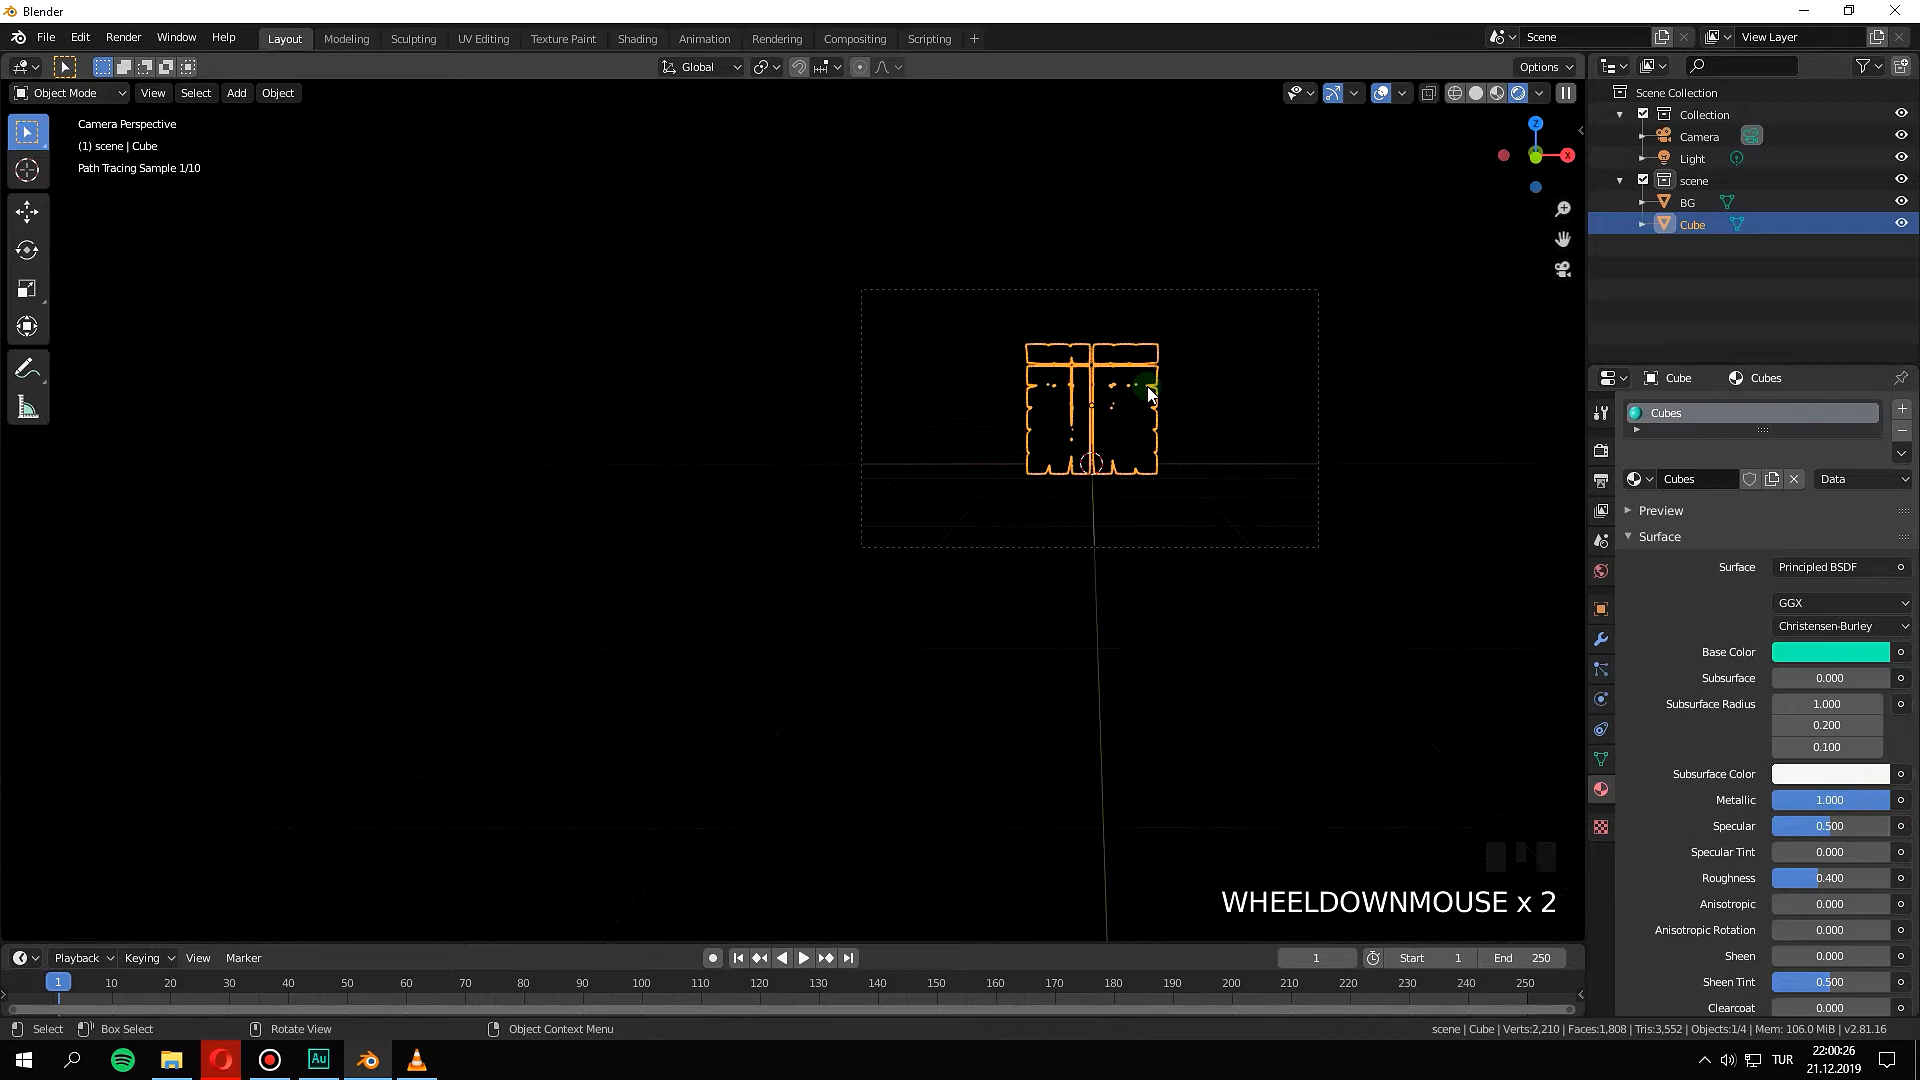 Blender
File Edit Render Window Help Layout Modeling Sculpting UV Editing Texture Paint Shading Animation Rendering Compositing Scripting + Scene View Layer
Global Options
Object Mode View Select Add Object
Camera Perspective
(1) scene | Cube
Path Tracing Sample 1/10
Z
X
WHEELDOWNMOUSE x 2
Scene Collection
Collection
Camera
Light
scene
BG
Cube
Cube Cubes
Cubes
Cubes Data
Preview
Surface
Surface Principled BSDF
GGX
Christensen-Burley
Base Color
Subsurface 0.000
Subsurface Radius 1.000
0.200
0.100
Subsurface Color
Metallic 1.000
Specular 0.500
Specular Tint 0.000
Roughness 0.400
Anisotropic 0.000
Anisotropic Rotation 0.000
Sheen 0.000
Sheen Tint 0.500
Clearcoat 0.000
Playback Keying View Marker 1 Start 1 End 250
1 10 20 30 40 50 60 70 80 90 100 110 120 130 140 150 160 170 180 190 200 210 220 230 240 250
Select Box Select Rotate View Object Context Menu scene | Cube | Verts:2,210 | Faces:1,808 | Tris:3,552 | Objects:1/4 | Mem: 106.0 MiB | v2.81.16
Au TUR 22:00:26
21.12.2019